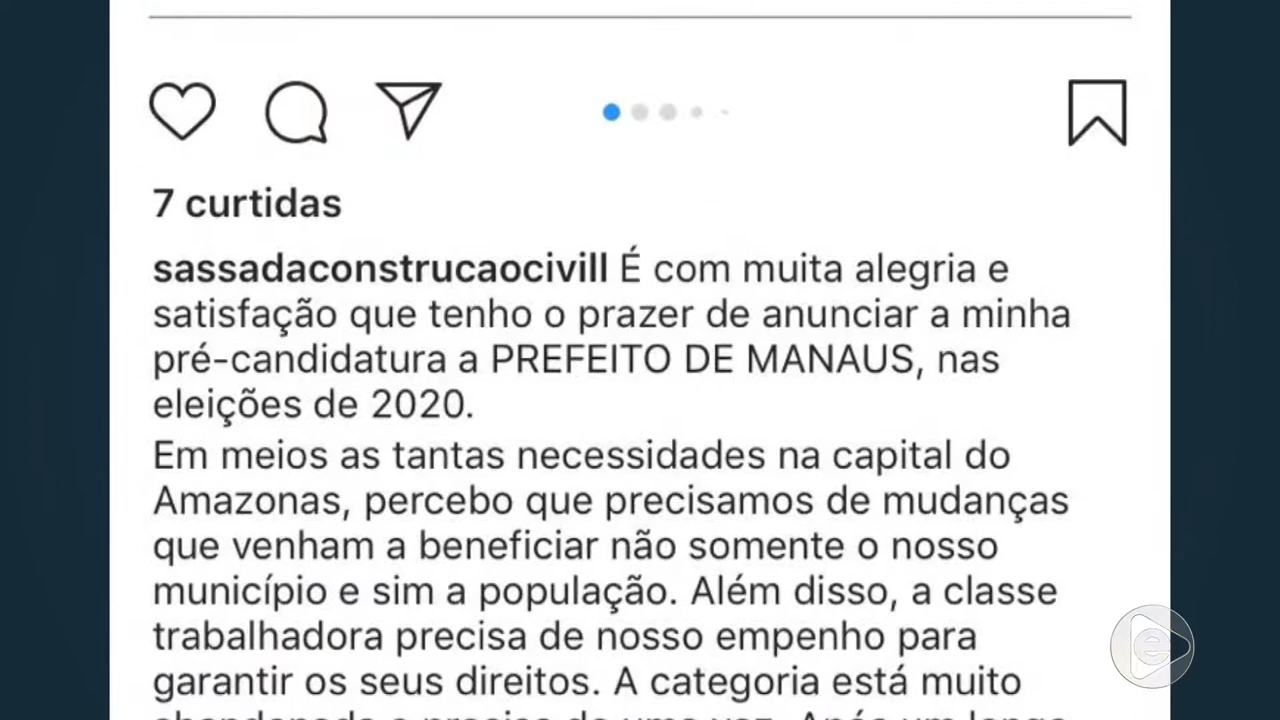 7 curtidas
sassadaconstrucaocivill É com muita alegria e
satisfação que tenho o prazer de anunciar a minha
pré-candidatura a PREFEITO DE MANAUS, nas
eleições de 2020.
Em meios as tantas necessidades na capital do
Amazonas, percebo que precisamos de mudanças
que venham a beneficiar não somente o nosso
município e sim a população. Além disso, a classe
trabalhadora precisa de nosso empenho para
garantir os seus direitos. A categoria está muito
e